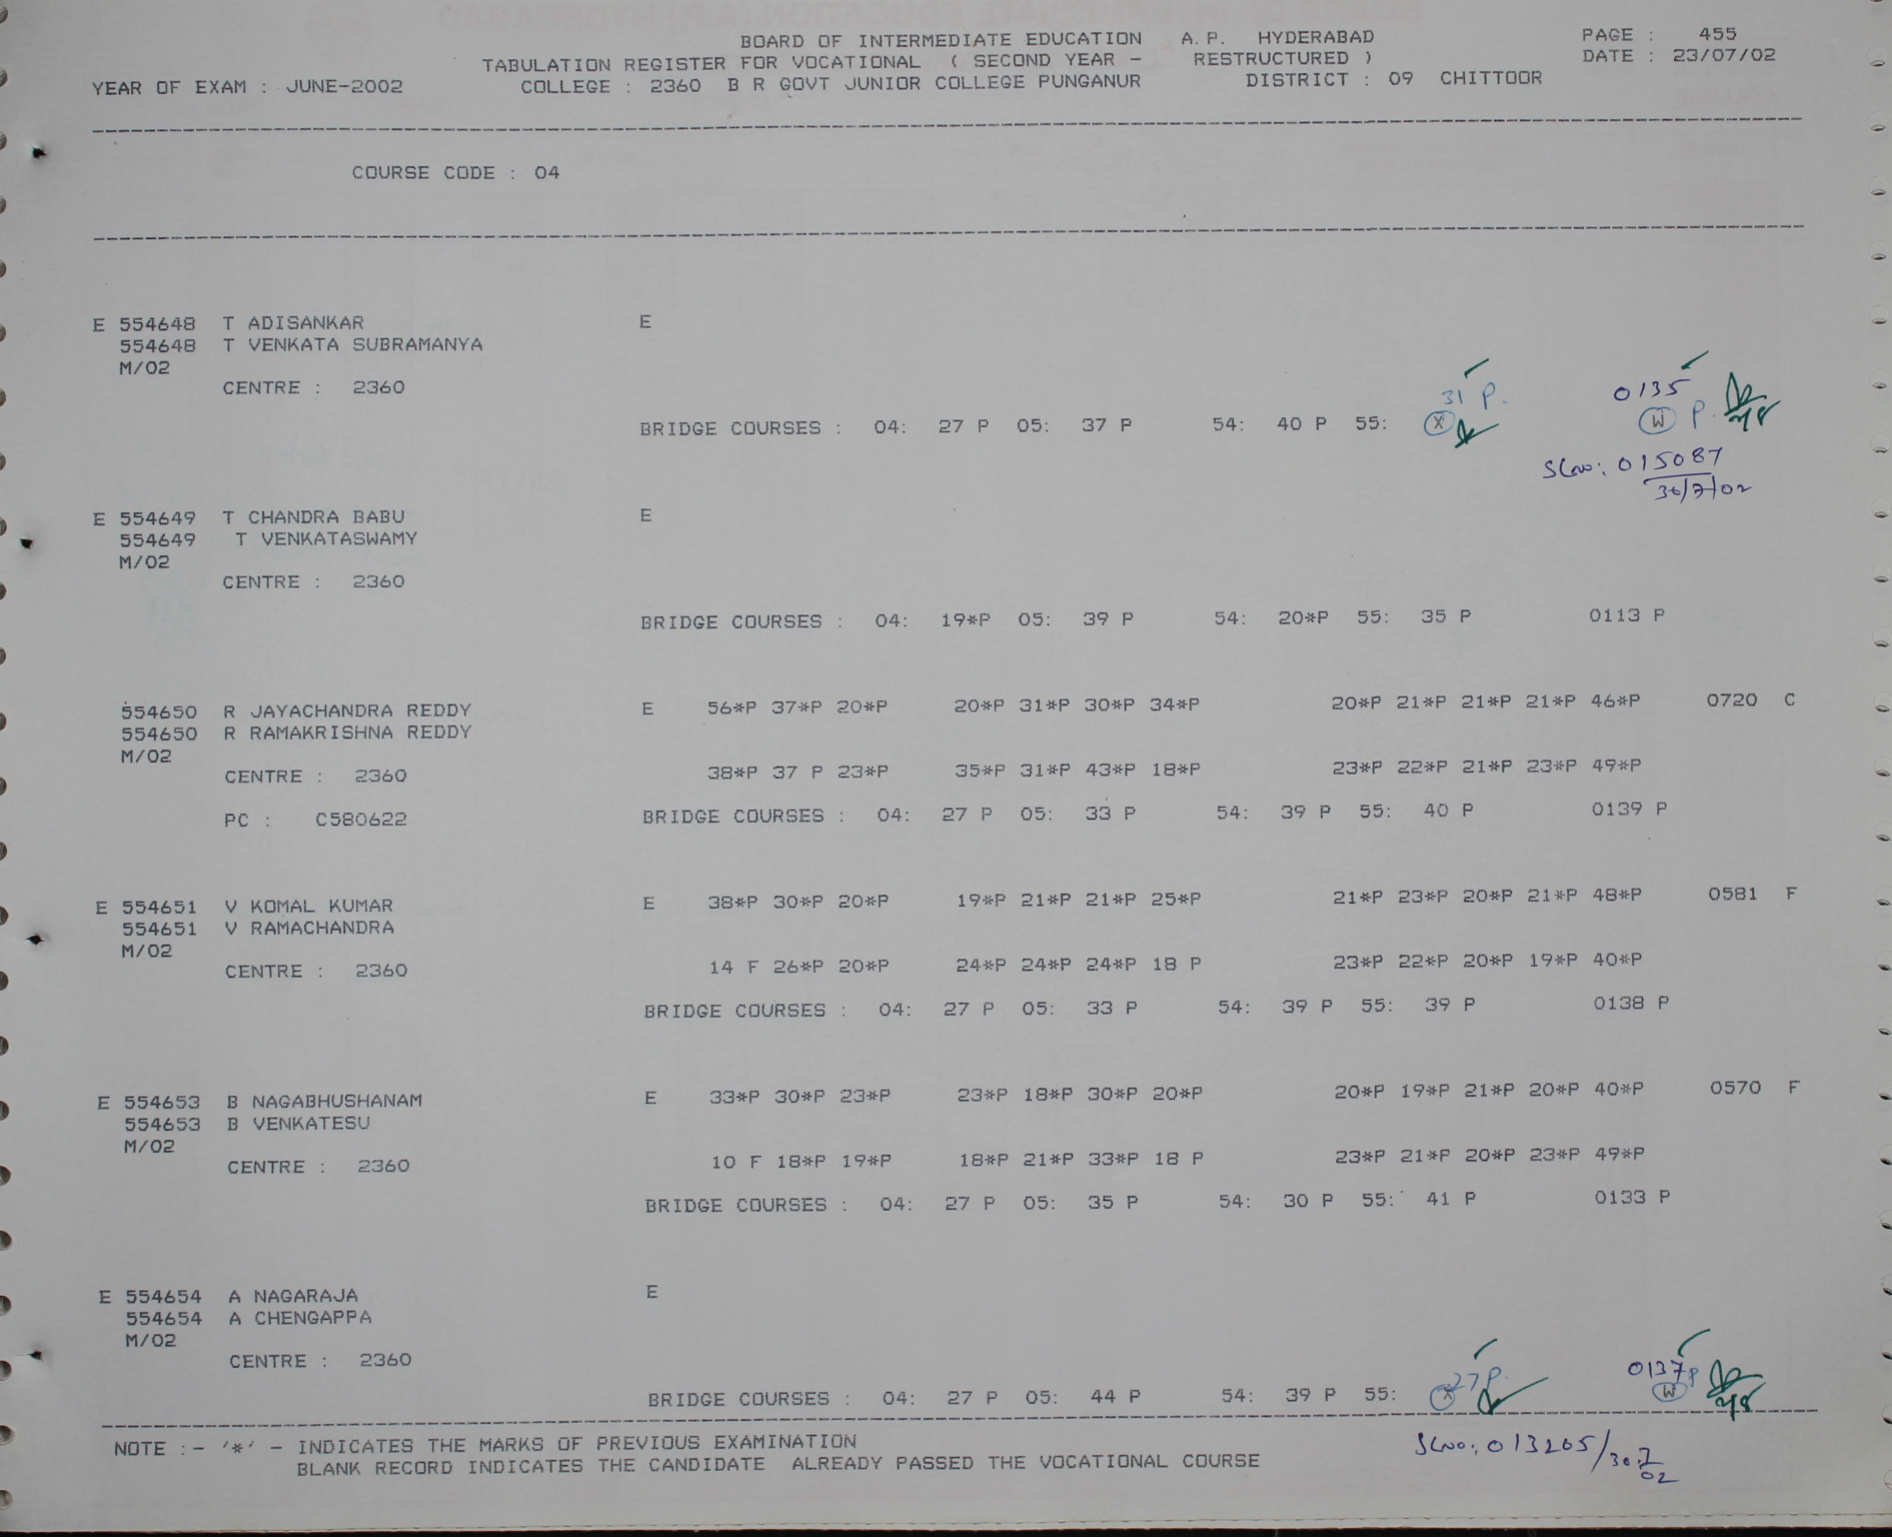 BOARD OF INTERMEDIATE EDUCATION A.P. HYDERABAD PAGE : 455
TABULATION REGISTER FOR VOCATIONAL ( SECOND YEAR - RESTRUCTURED ) DATE : 23/07/02
YEAR OF EXAM : JUNE-2002 COLLEGE : 2360 B R GOVT JUNIOR COLLEGE PUNGANUR DISTRICT : 09 CHITTOOR
COURSE CODE : 04
E 554648 T ADISANKAR E
554648 T VENKATA SUBRAMANYA
M/02
CENTRE : 2360
31 P. 0135
BRIDGE COURSES : 04: 27 P 05: 37 P 54: 40 P 55: X W P.
Slno: 015087
30/7/02
E 554649 T CHANDRA BABU E
554649 T VENKATASWAMY
M/02
CENTRE : 2360
BRIDGE COURSES : 04: 19*P 05: 39 P 54: 20*P 55: 35 P 0113 P
554650 R JAYACHANDRA REDDY E 56*P 37*P 20*P 20*P 31*P 30*P 34*P 20*P 21*P 21*P 21*P 46*P 0720 C
554650 R RAMAKRISHNA REDDY
M/02
CENTRE : 2360 38*P 37 P 23*P 35*P 31*P 43*P 18*P 23*P 22*P 21*P 23*P 49*P
PC : C580622 BRIDGE COURSES : 04: 27 P 05: 33 P 54: 39 P 55: 40 P 0139 P
E 554651 V KOMAL KUMAR E 38*P 30*P 20*P 19*P 21*P 21*P 25*P 21*P 23*P 20*P 21*P 48*P 0581 F
554651 V RAMACHANDRA
M/02
CENTRE : 2360 14 F 26*P 20*P 24*P 24*P 24*P 18 P 23*P 22*P 20*P 19*P 40*P
BRIDGE COURSES : 04: 27 P 05: 33 P 54: 39 P 55: 39 P 0138 P
E 554653 B NAGABHUSHANAM E 33*P 30*P 23*P 23*P 18*P 30*P 20*P 20*P 19*P 21*P 20*P 40*P 0570 F
554653 B VENKATESU
M/02
CENTRE : 2360 10 F 18*P 19*P 18*P 21*P 33*P 18 P 23*P 21*P 20*P 23*P 49*P
BRIDGE COURSES : 04: 27 P 05: 35 P 54: 30 P 55: 41 P 0133 P
E 554654 A NAGARAJA E
554654 A CHENGAPPA
M/02
CENTRE : 2360
0137 P
BRIDGE COURSES : 04: 27 P 05: 44 P 54: 39 P 55: X 27 P. W
NOTE :- '*' - INDICATES THE MARKS OF PREVIOUS EXAMINATION
BLANK RECORD INDICATES THE CANDIDATE ALREADY PASSED THE VOCATIONAL COURSE
Slno: 013205/30.7
02